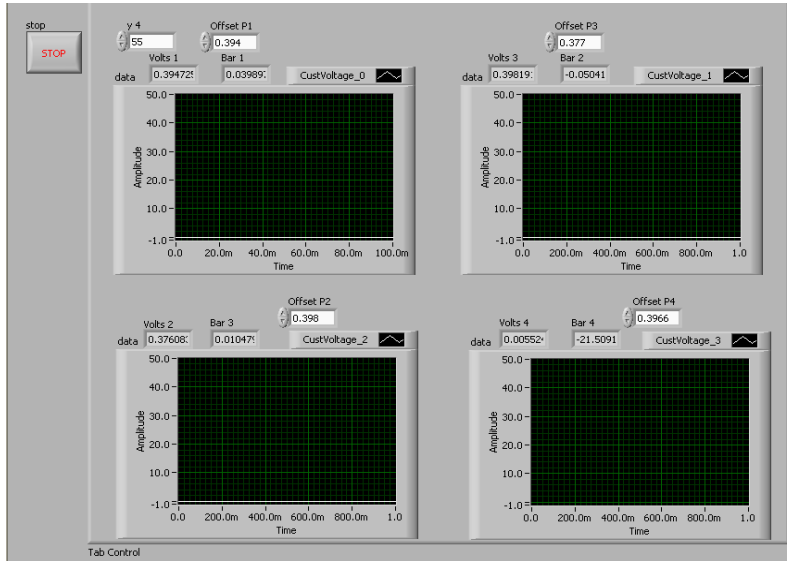 stop
STOP
y 4
55
Offset P1
0.394
Volts 1
Bar 1
data
0.394725
0.03989
CustVoltage_0
50.0
40.0
30.0
20.0
10.0
-1.0
Amplitude
0.0 20.0m 40.0m 60.0m 80.0m 100.0m
Time
Offset P3
0.377
Volts 3
Bar 2
data
0.39819
-0.05041
CustVoltage_1
50.0
40.0
30.0
20.0
10.0
-1.0
Amplitude
0.0 200.0m 400.0m 600.0m 800.0m 1.0
Time
Offset P2
0.398
Volts 2
Bar 3
data
0.37608
0.01047
CustVoltage_2
50.0
40.0
30.0
20.0
10.0
-1.0
Amplitude
0.0 200.0m 400.0m 600.0m 800.0m 1.0
Time
Offset P4
0.3966
Volts 4
Bar 4
data
0.00552
-21.5091
CustVoltage_3
50.0
40.0
30.0
20.0
10.0
-1.0
Amplitude
0.0 200.0m 400.0m 600.0m 800.0m 1.0
Time
Tab Control